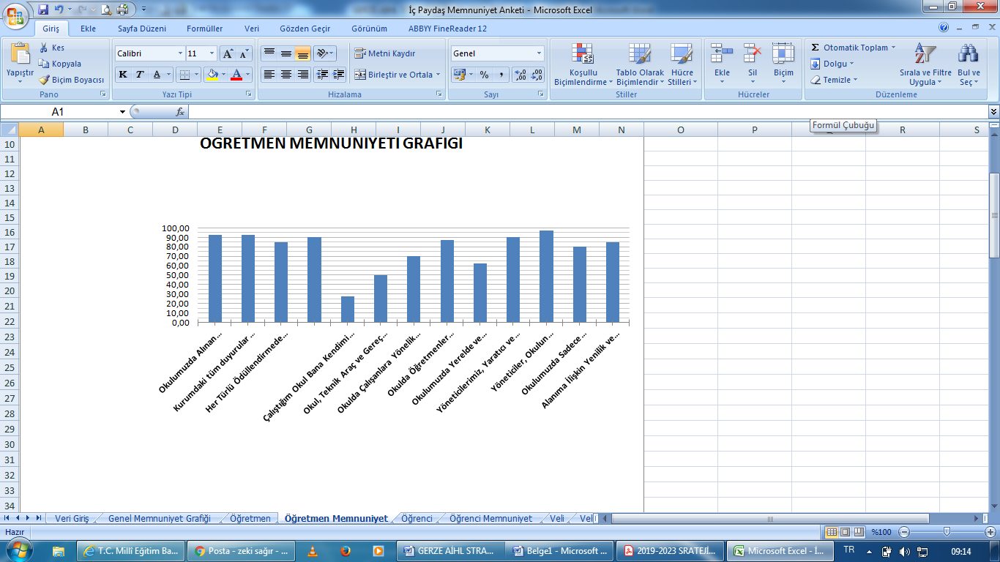 İç Paydaş Memnuniyet Anketi - Microsoft Excel
Giriş Ekle Sayfa Düzeni Formüller Veri Gözden Geçir Görünüm ABBYY FineReader 12
Yapıştır
Kes
Kopyala
Biçim Boyacısı
Pano
Calibri 11
K T A
Yazı Tipi
Metni Kaydır
Birleştir ve Ortala
Hizalama
Genel
%
Sayı
Koşullu Biçimlendirme
Tablo Olarak Biçimlendir
Hücre Stilleri
Stiller
Ekle Sil Biçim
Hücreler
Σ Otomatik Toplam
Dolgu
Temizle
Sırala ve Filtre Uygula
Bul ve Seç
Düzenleme
A1 fx
Formül Çubuğu
A B C D E F G H I J K L M N O P Q R S
10
11
12
13
14
15
16
17
18
19
20
21
22
23
24
25
26
27
28
29
30
31
32
33
34
ÖĞRETMEN MEMNUNİYETİ GRAFİĞİ
100,00
90,00
80,00
70,00
60,00
50,00
40,00
30,00
20,00
10,00
0,00
Okulumuzda Alınan...
Kurumdaki tüm duyurular...
Her Türlü Ödüllendirmede...
Çalıştığım Okul Bana Kendimi...
Okul, Teknik Araç ve Gereç...
Okulda Çalışanlara Yönelik...
Okulda Öğretmenler...
Okulumuzda Yerelde ve...
Yöneticilerimiz, Yaratıcı ve...
Yöneticiler, Okulun...
Okulumuzda Sadece...
Alanıma İlişkin Yenilik ve...
Veri Giriş Genel Memnuniyet Grafiği Öğretmen Öğretmen Memnuniyet Öğrenci Öğrenci Memnuniyet Veli Vel
Hazır %100
T.C. Millî Eğitim Ba... Posta - zeki sağır - ... GERZE AİHL STRA... Belge1 - Microsoft ... 2019-2023 SRATEJİ... Microsoft Excel - İ... TR 09:14